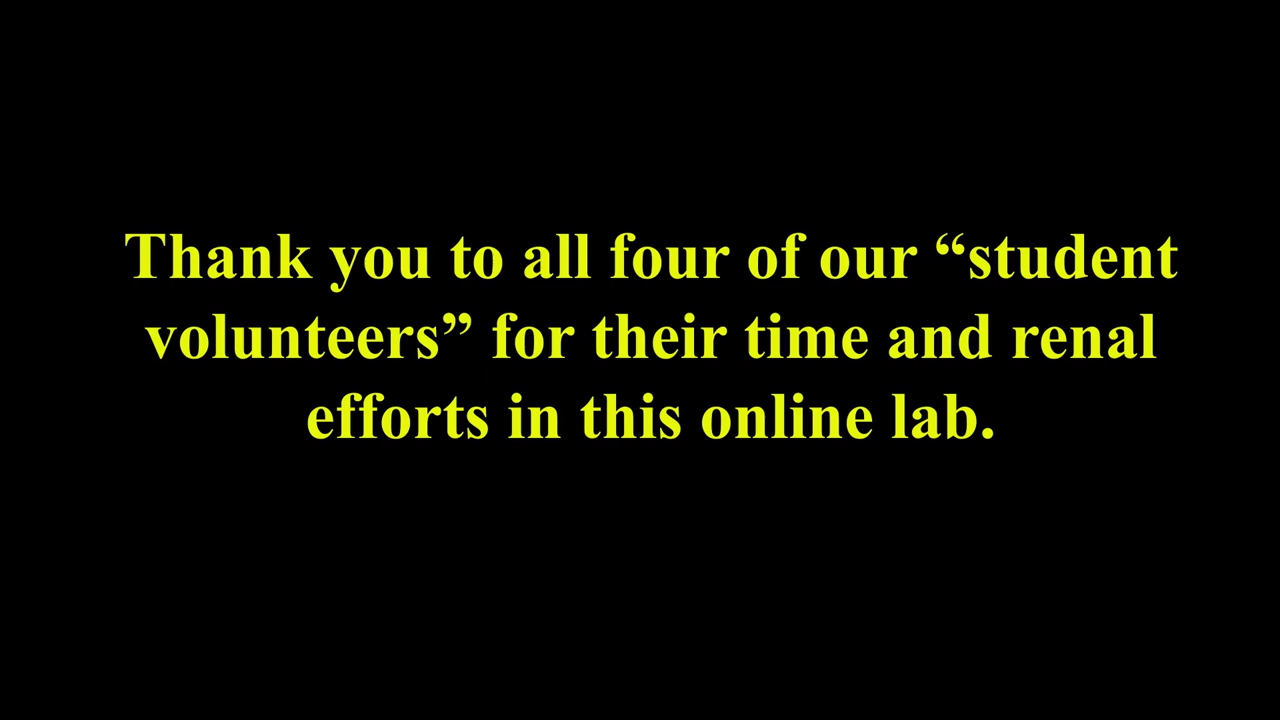 Thank you to all four of our “student
volunteers” for their time and renal
efforts in this online lab.